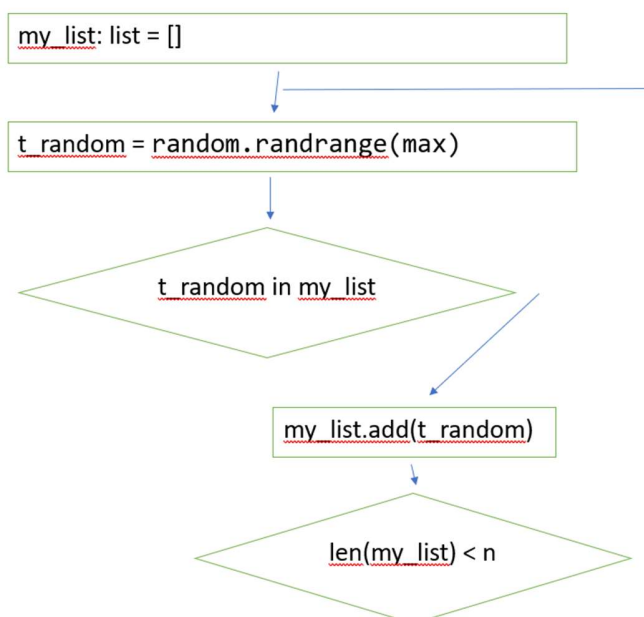 my_list: list = []
t_random = random.randrange(max)
t_random in my_list
my_list.add(t_random)
len(my_list) < n